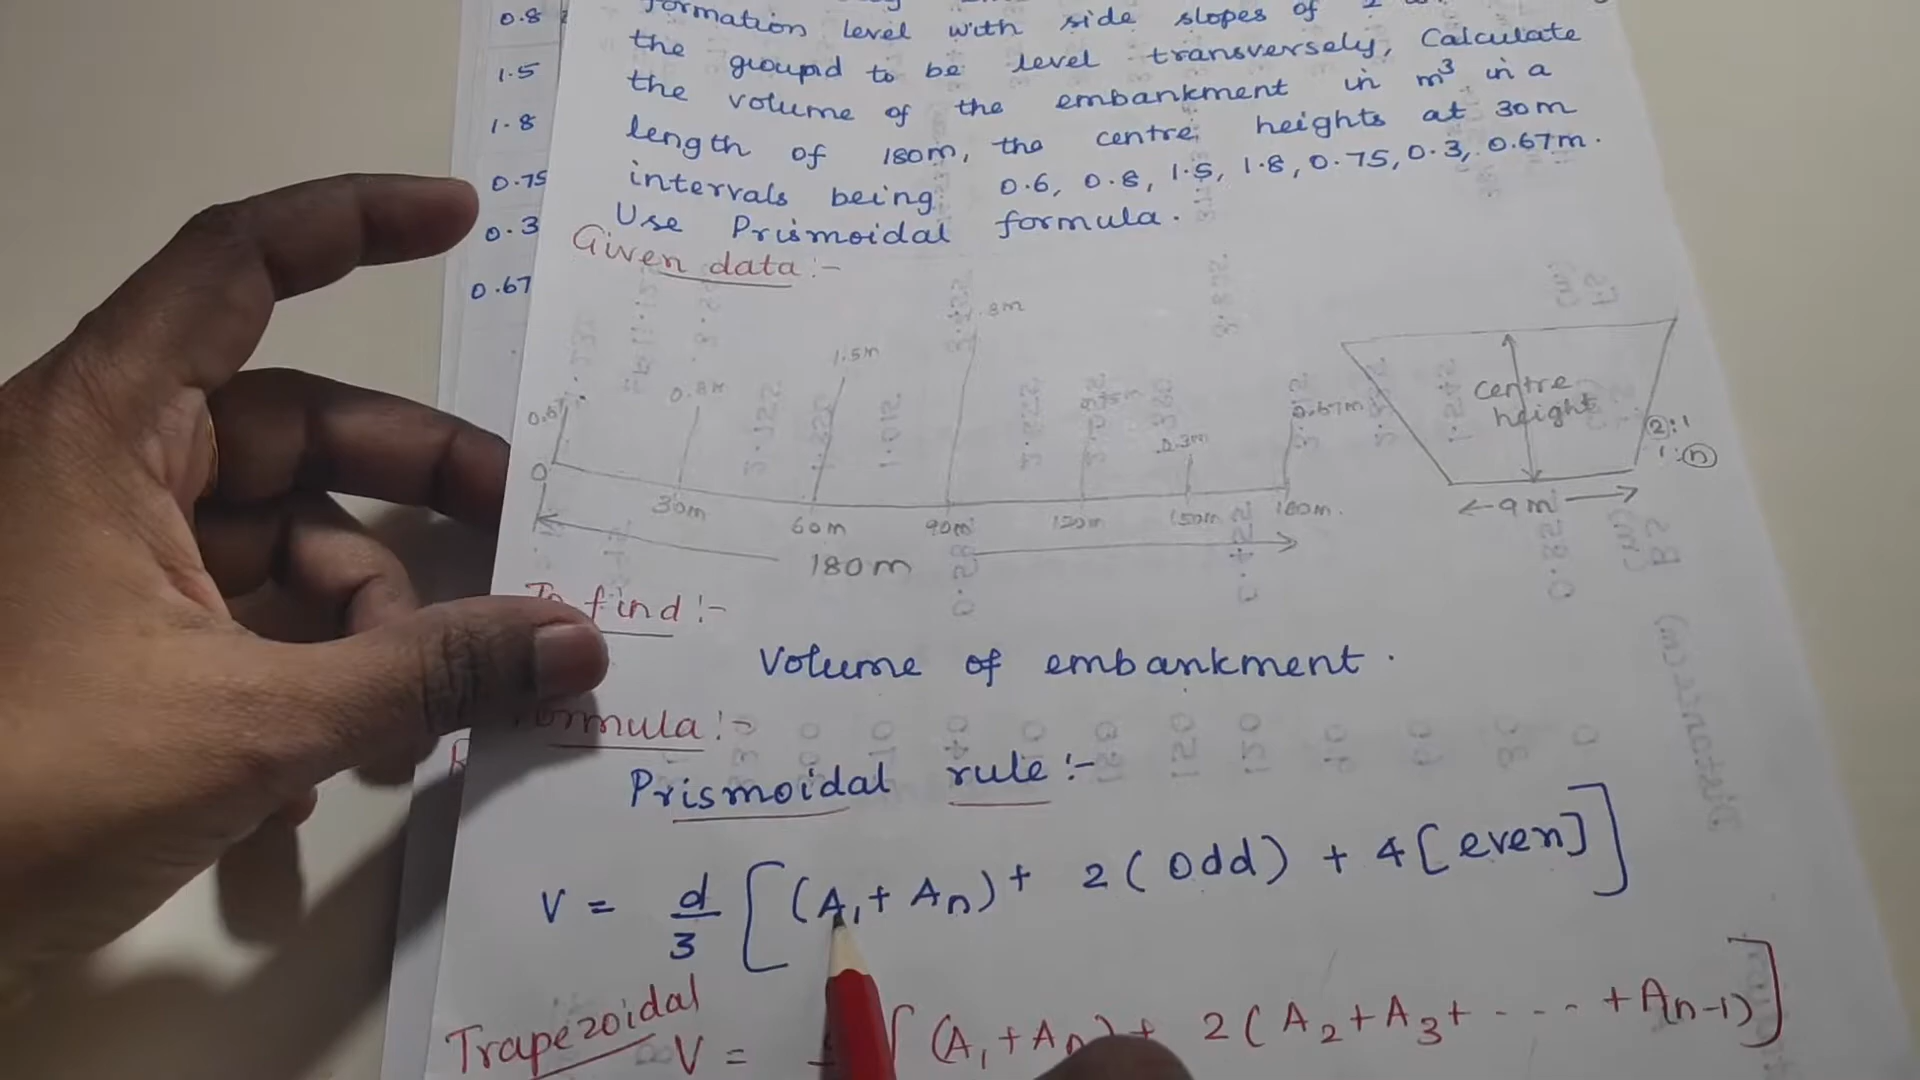 0.8
1.5
1.8
0.75
0.3
0.67
formation level with side slopes of 2
the groupnd to be level transversely, Calculate
the volume of the embankment in m³ in a
length of 180m, the centre heights at 30m
intervals being 0.6, 0.8, 1.5, 1.8, 0.75, 0.3, 0.67m.
Use Prismoidal formula.
Given data:-
0.8m
1.5m
.8m
0.3m
0.67m
0
30m
60m
90m
120m
150m
180m.
180m
centre
height
2:1
1:n
9m
To find:-
Volume of embankment.
ormula:-
Prismoidal rule:-
V = d/3 [(A₁ + An) + 2(Odd) + 4[even]]
Trapezoidal
V = [(A₁ + An) + 2(A₂ + A₃ + - - - - + An-1)]